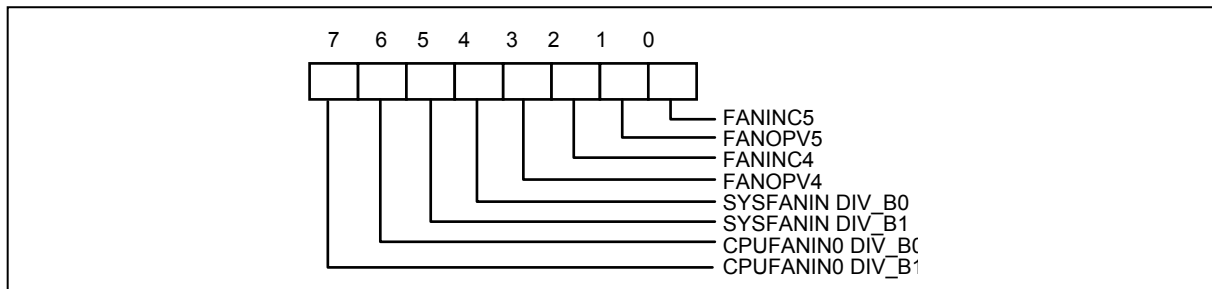 7 6 5 4 3 2 1 0
FANINC5
FANOPV5
FANINC4
FANOPV4
SYSFANIN DIV_B0
SYSFANIN DIV_B1
CPUFANIN0 DIV_B0
CPUFANIN0 DIV_B1